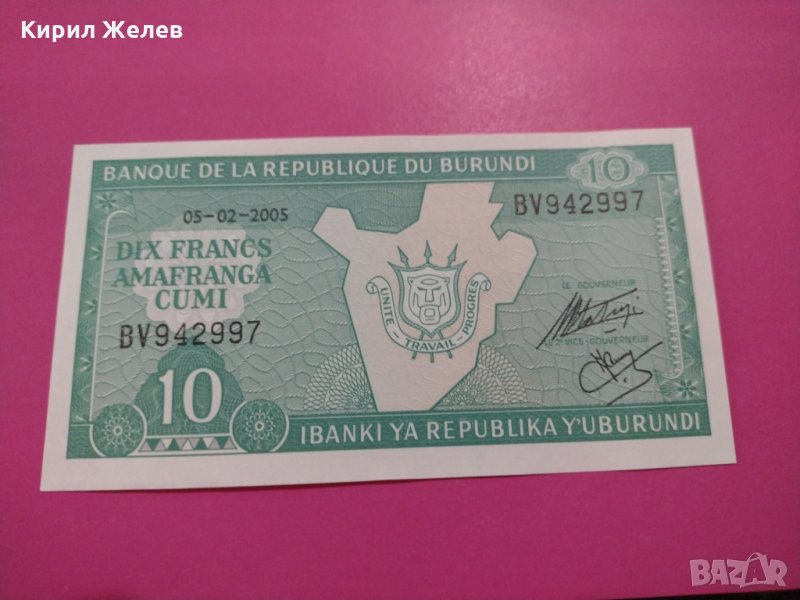 Кирил Желев
BANQUE DE LA REPUBLIQUE DU BURUNDI
10
05-02-2005
BV942997
DIX FRANCS
AMAFRANGA
CUMI
BV942997
UNITE - TRAVAIL - PROGRES
LE GOUVERNEUR
LE 2e VICE-GOUVERNEUR
10
IBANKI YA REPUBLIKA Y'UBURUNDI
BAZAR